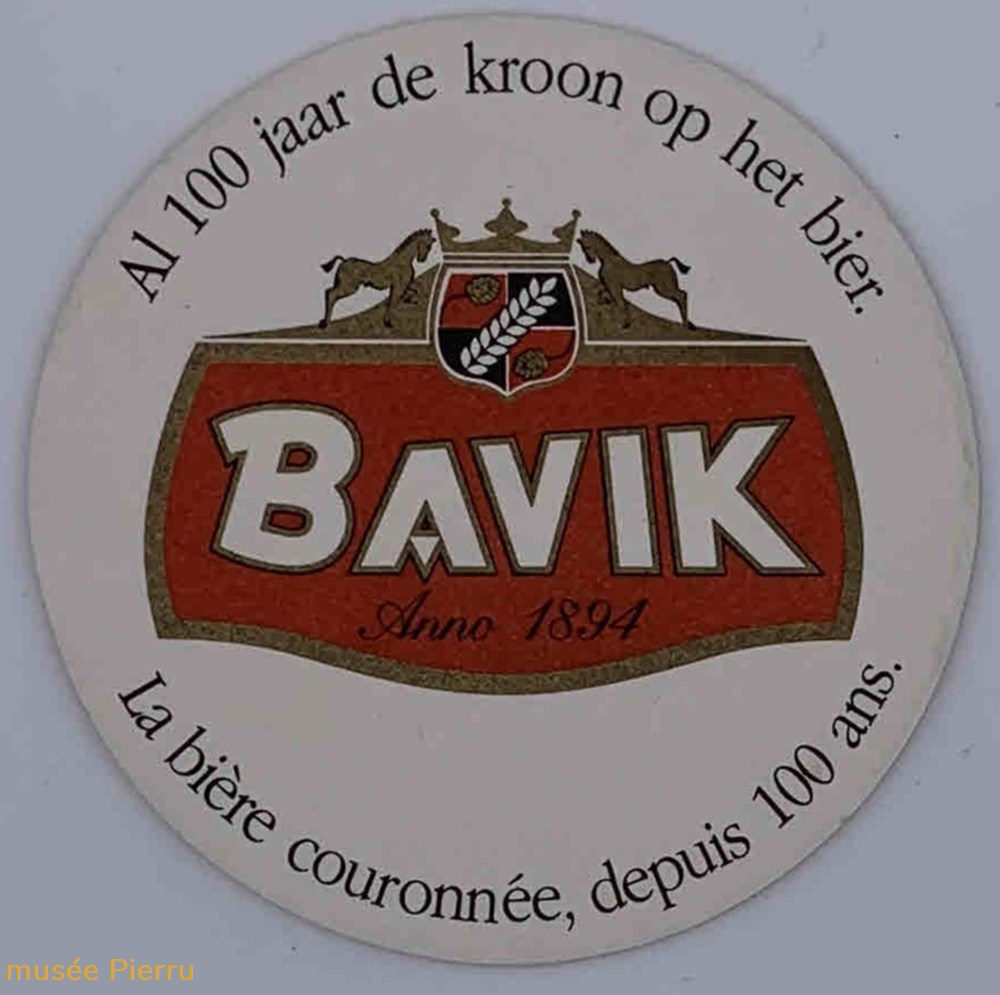 Al 100 jaar de kroon op het bier.
BAVIK
Anno 1894
La bière couronnée, depuis 100 ans.
musée Pierru